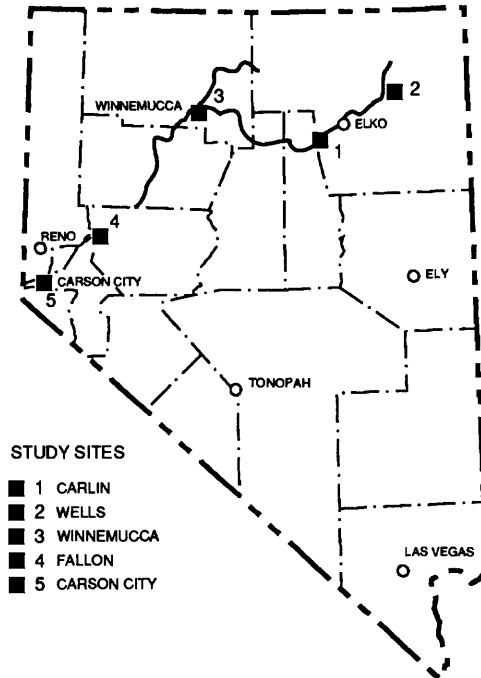 2
3
WINNEMUCCA
ELKO
1
4
RENO
ELY
CARSON CITY
5
TONOPAH
STUDY SITES
1 CARLIN
2 WELLS
3 WINNEMUCCA
4 FALLON
5 CARSON CITY
LAS VEGAS